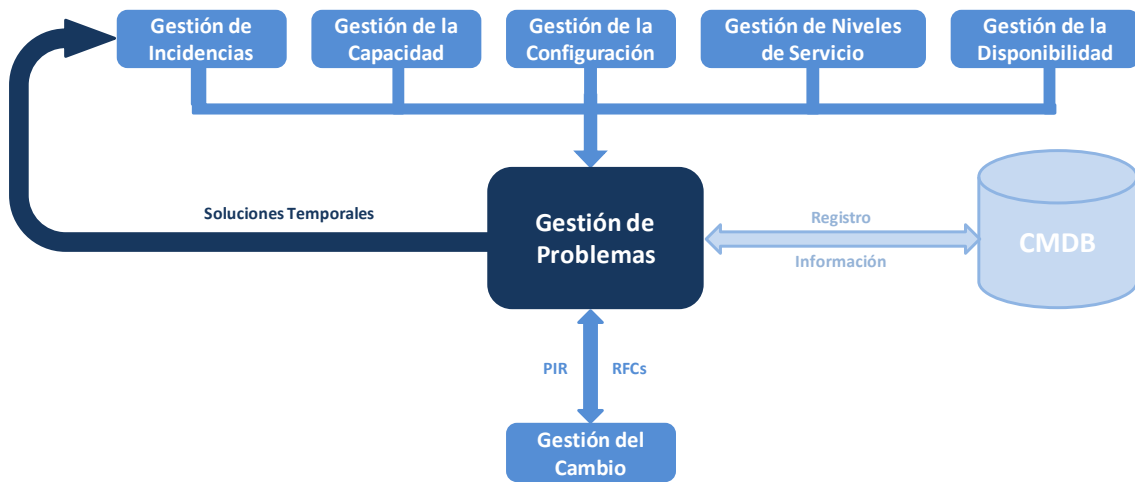 Gestión de
Incidencias
Gestión de la
Capacidad
Gestión de la
Configuración
Gestión de Niveles
de Servicio
Gestión de la
Disponibilidad
Soluciones Temporales
Gestión de
Problemas
Registro
Información
CMDB
PIR
RFCs
Gestión del
Cambio